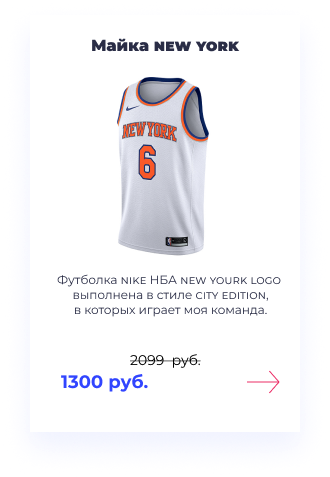 Майка NEW YORK
NEW YORK
6
Футболка NIKE НБА NEW YOURK LOGO
выполнена в стиле CITY EDITION,
в которых играет моя команда.
2099 руб.
1300 руб.